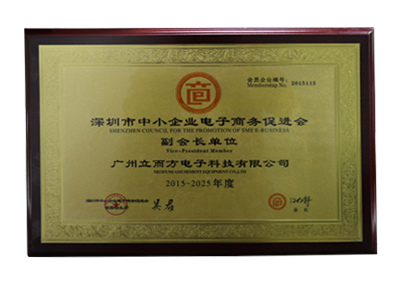 会员企业编号:
Membership No. 2015113
深圳市中小企业电子商务促进会
SHENZHEN COUNCIL FOR THE PROMOTION OF SME E-BUSINESS
副会长单位
Vice-President Member
广州立而方电子科技有限公司
2015-2025年度